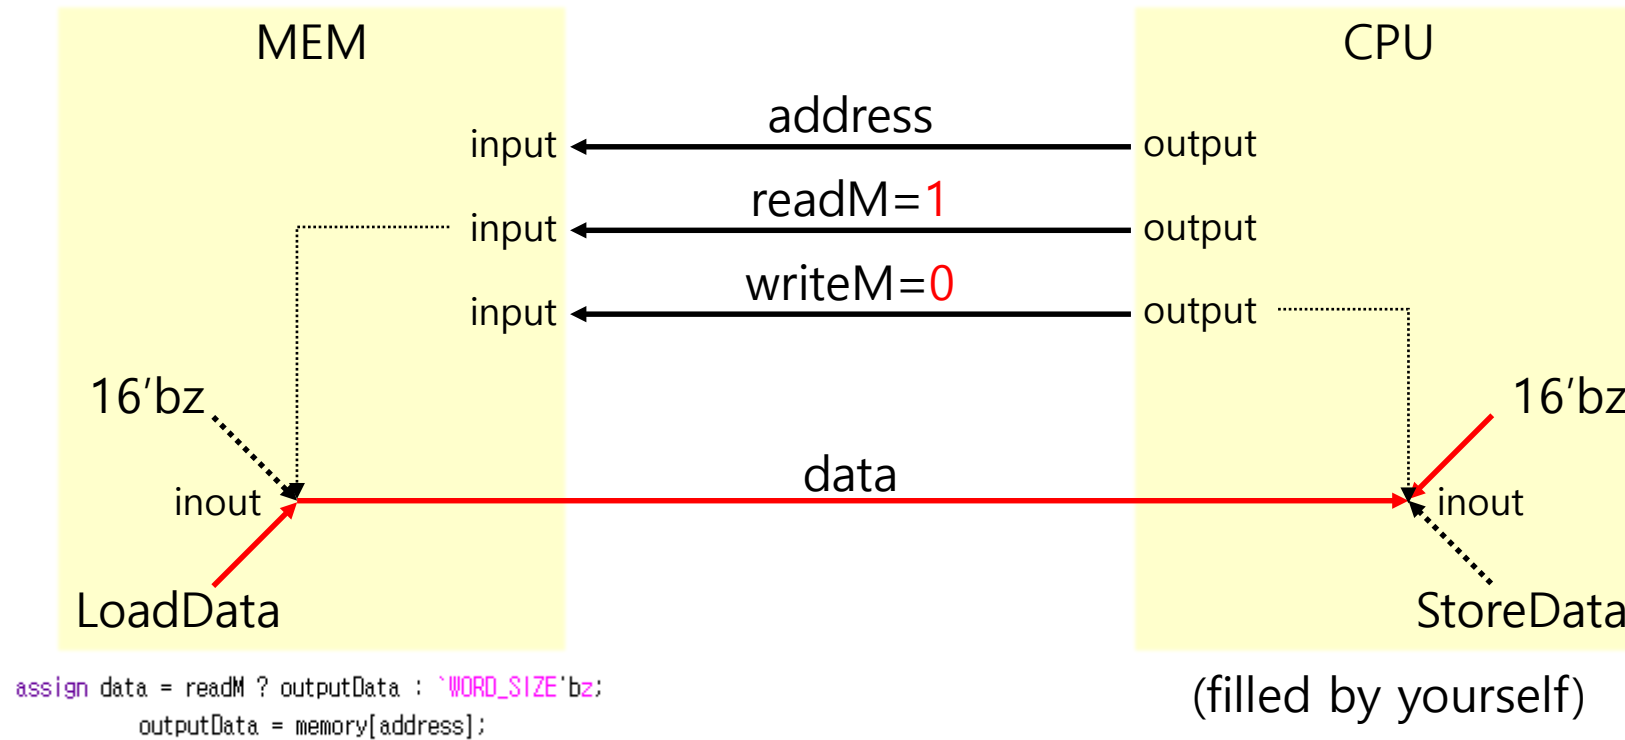 MEM
CPU
address
input
output
readM=1
input
output
writeM=0
input
output
16'bz
16'bz
data
inout
inout
LoadData
StoreData
assign data = readM ? outputData : `WORD_SIZE'bz;
outputData = memory[address];
(filled by yourself)